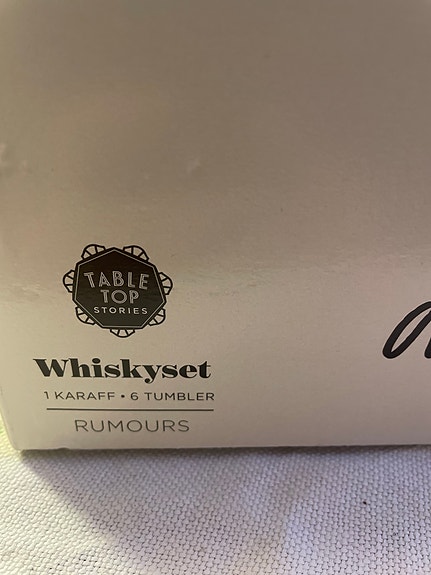 TABLE
TOP
STORIES
Whiskyset
1 KARAFF • 6 TUMBLER
RUMOURS